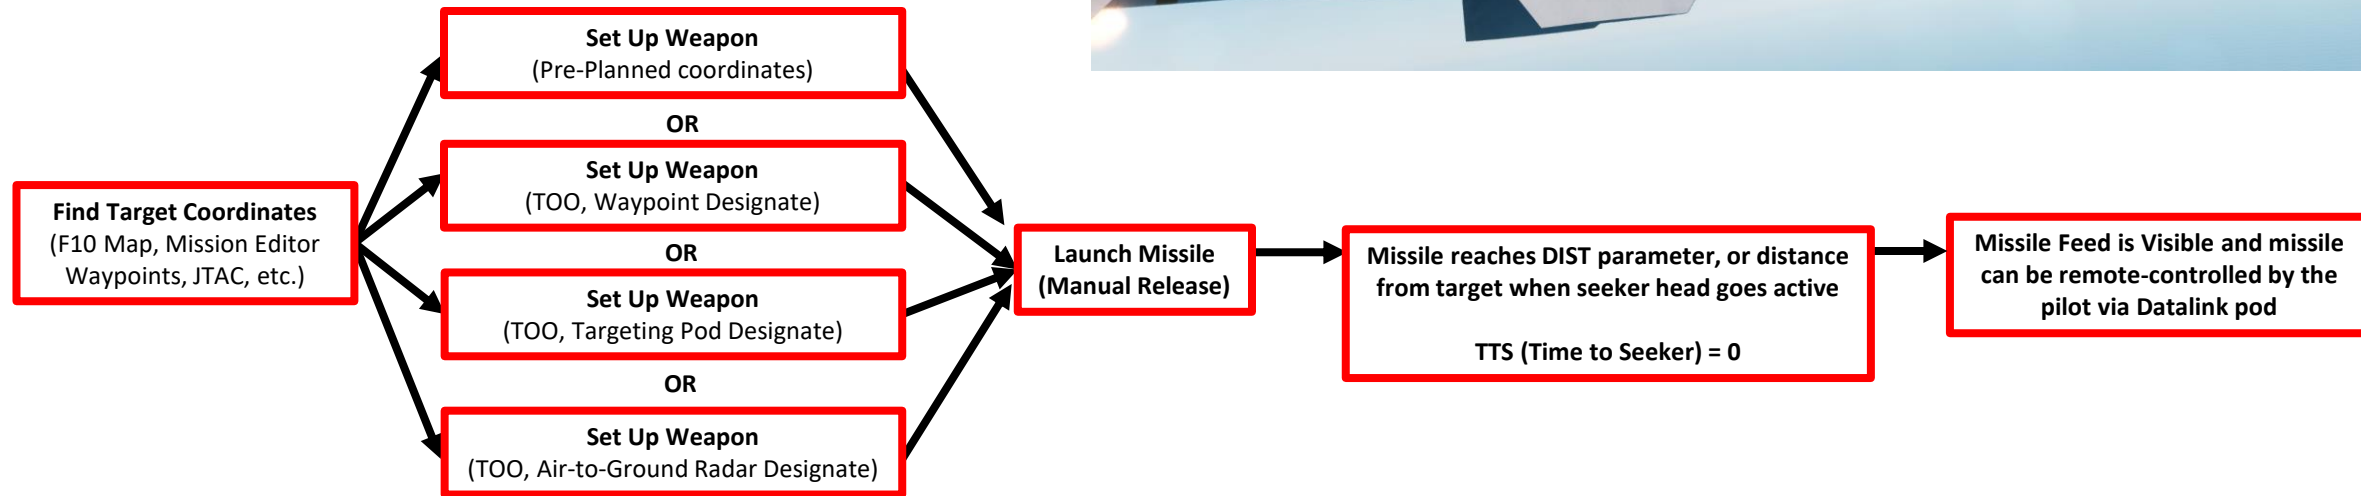 Find Target Coordinates
(F10 Map, Mission Editor
Waypoints, JTAC, etc.)
Set Up Weapon
(Pre-Planned coordinates)
OR
Set Up Weapon
(TOO, Waypoint Designate)
OR
Set Up Weapon
(TOO, Targeting Pod Designate)
OR
Set Up Weapon
(TOO, Air-to-Ground Radar Designate)
Launch Missile
(Manual Release)
Missile reaches DIST parameter, or distance
from target when seeker head goes active
TTS (Time to Seeker) = 0
Missile Feed is Visible and missile
can be remote-controlled by the
pilot via Datalink pod